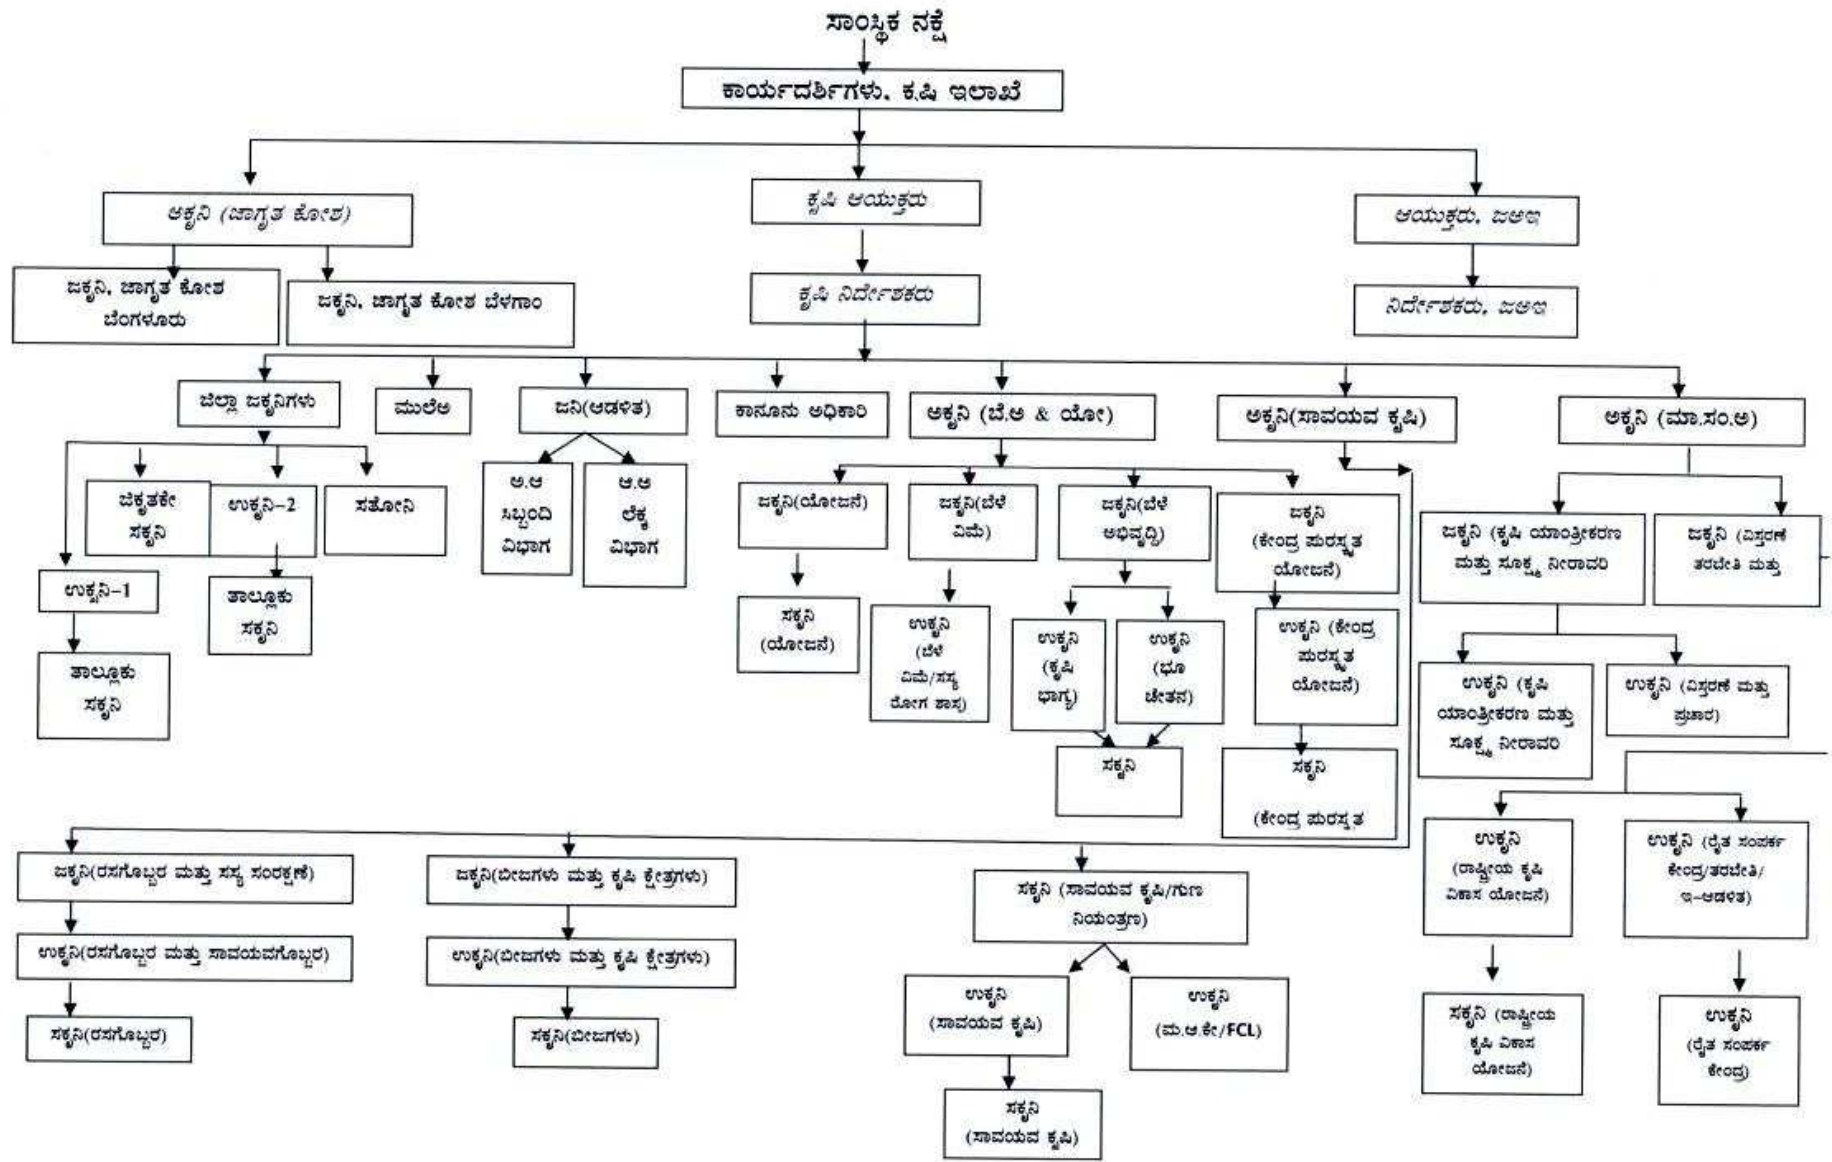 ಸಾಂಸ್ಥಿಕ ನಕ್ಷೆ
ಕಾರ್ಯದರ್ಶಿಗಳು. ಕೃಷಿ ಇಲಾಖೆ
ಅಕೃನಿ (ಜಾಗೃತ ಕೋಶ)
ಕೃಷಿ ಆಯುಕ್ತರು
ಆಯುಕ್ತರು. ಜಅಇ
ಜಕೃನಿ. ಜಾಗೃತ ಕೋಶ
ಬೆಂಗಳೂರು
ಜಕೃನಿ. ಜಾಗೃತ ಕೋಶ ಬೆಳಗಾಂ
ಕೃಷಿ ನಿರ್ದೇಶಕರು
ನಿರ್ದೇಶಕರು. ಜಅಇ
ಜಿಲ್ಲಾ ಜಕೃನಿಗಳು
ಮುಲೆಅ
ಜನಿ(ಆಡಳಿತ)
ಕಾನೂನು ಅಧಿಕಾರಿ
ಅಕೃನಿ (ಬೆ.ಅ & ಯೋ)
ಅಕೃನಿ(ಸಾವಯವ ಕೃಷಿ)
ಅಕೃನಿ (ಮಾ.ಸಂ.ಅ)
ಜಿಕೃತಕೇ
ಸಕೃನಿ
ಉಕೃನಿ-2
ಸತೋನಿ
ಅ.ಆ
ಸಿಬ್ಬಂದಿ
ವಿಭಾಗ
ಆ.ಅ
ಲೆಕ್ಕ
ವಿಭಾಗ
ಜಕೃನಿ(ಯೋಜನೆ)
ಜಕೃನಿ(ಬೆಳೆ
ವಿಮೆ)
ಜಕೃನಿ(ಬೆಳೆ
ಅಭಿವೃದ್ಧಿ)
ಜಕೃನಿ
(ಕೇಂದ್ರ ಪುರಸ್ಕೃತ
ಯೋಜನೆ)
ಜಕೃನಿ (ಕೃಷಿ ಯಾಂತ್ರೀಕರಣ
ಮತ್ತು ಸೂಕ್ಷ್ಮ ನೀರಾವರಿ
ಜಕೃನಿ (ವಿಸ್ತರಣೆ
ತರಬೇತಿ ಮತ್ತು
ಉಕೃನಿ-1
ತಾಲ್ಲೂಕು
ಸಕೃನಿ
ತಾಲ್ಲೂಕು
ಸಕೃನಿ
ಸಕೃನಿ
(ಯೋಜನೆ)
ಉಕೃನಿ
(ಬೆಳೆ
ವಿಮೆ/ಸಸ್ಯ
ರೋಗ ಶಾಸ್ತ್ರ)
ಉಕೃನಿ
(ಕೃಷಿ
ಭಾಗ್ಯ)
ಉಕೃನಿ
(ಭೂ
ಚೇತನ)
ಉಕೃನಿ (ಕೇಂದ್ರ
ಪುರಸ್ಕೃತ
ಯೋಜನೆ)
ಉಕೃನಿ (ಕೃಷಿ
ಯಾಂತ್ರೀಕರಣ ಮತ್ತು
ಸೂಕ್ಷ್ಮ ನೀರಾವರಿ
ಉಕೃನಿ (ವಿಸ್ತರಣೆ ಮತ್ತು
ಪ್ರಚಾರ)
ಸಕೃನಿ
ಸಕೃನಿ
(ಕೇಂದ್ರ ಪುರಸ್ಕೃತ
ಜಕೃನಿ(ರಸಗೊಬ್ಬರ ಮತ್ತು ಸಸ್ಯ ಸಂರಕ್ಷಣೆ)
ಜಕೃನಿ(ಬೀಜಗಳು ಮತ್ತು ಕೃಷಿ ಕ್ಷೇತ್ರಗಳು)
ಸಕೃನಿ (ಸಾವಯವ ಕೃಷಿ/ಗುಣ
ನಿಯಂತ್ರಣ)
ಉಕೃನಿ
(ರಾಷ್ಟ್ರೀಯ ಕೃಷಿ
ವಿಕಾಸ ಯೋಜನೆ)
ಉಕೃನಿ (ರೈತ ಸಂಪರ್ಕ
ಕೇಂದ್ರ/ತರಬೇತಿ/
ಇ-ಆಡಳಿತ)
ಉಕೃನಿ(ರಸಗೊಬ್ಬರ ಮತ್ತು ಸಾವಯವಗೊಬ್ಬರ)
ಉಕೃನಿ(ಬೀಜಗಳು ಮತ್ತು ಕೃಷಿ ಕ್ಷೇತ್ರಗಳು)
ಉಕೃನಿ
(ಸಾವಯವ ಕೃಷಿ)
ಉಕೃನಿ
(ಮ.ಆ.ಕೇ/FCL)
ಸಕೃನಿ(ರಸಗೊಬ್ಬರ)
ಸಕೃನಿ(ಬೀಜಗಳು)
ಸಕೃನಿ (ರಾಷ್ಟ್ರೀಯ
ಕೃಷಿ ವಿಕಾಸ
ಯೋಜನೆ)
ಉಕೃನಿ
(ರೈತ ಸಂಪರ್ಕ
ಕೇಂದ್ರ)
ಸಕೃನಿ
(ಸಾವಯವ ಕೃಷಿ)